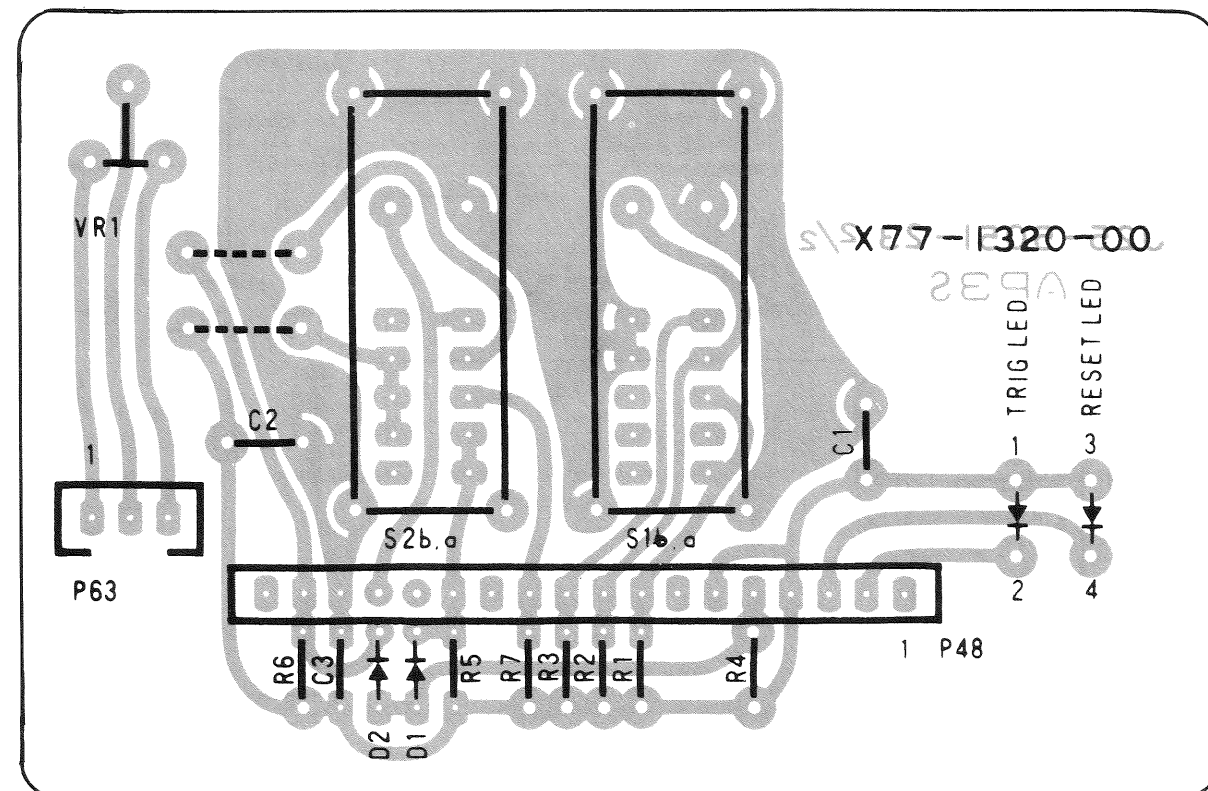 VR1
X77-1320-00
AP3S
TRIG LED
RESET LED
C2
C1
1
1
3
S2b,a
S1b,a
P63
2
4
1 P48
R6
C3
D2
D1
R5
R7
R3
R2
R1
R4